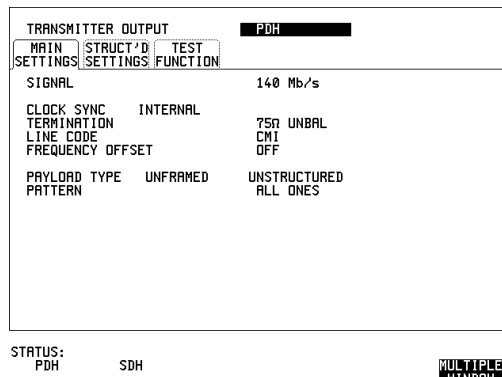 TRANSMITTER OUTPUT PDH
MAIN SETTINGS STRUCT'D SETTINGS TEST FUNCTION
SIGNAL 140 Mb/s
CLOCK SYNC INTERNAL
TERMINATION 75Ω UNBAL
LINE CODE CMI
FREQUENCY OFFSET OFF
PAYLOAD TYPE UNFRAMED UNSTRUCTURED
PATTERN ALL ONES
STATUS:
PDH SDH MULTIPLE
WINDOW